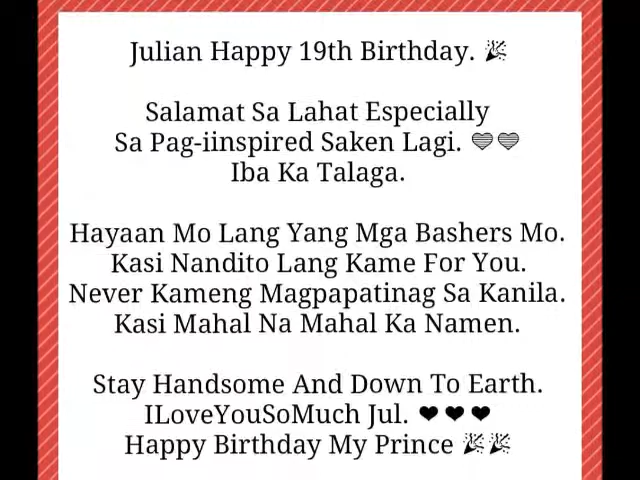 Julian Happy 19th Birthday. 🎉
Salamat Sa Lahat Especially
Sa Pag-iinspired Saken Lagi. 💛💛
Iba Ka Talaga.
Hayaan Mo Lang Yang Mga Bashers Mo.
Kasi Nandito Lang Kame For You.
Never Kameng Magpapatinag Sa Kanila.
Kasi Mahal Na Mahal Ka Namen.
Stay Handsome And Down To Earth.
ILoveYouSoMuch Jul. ❤❤❤
Happy Birthday My Prince 🎉🎉